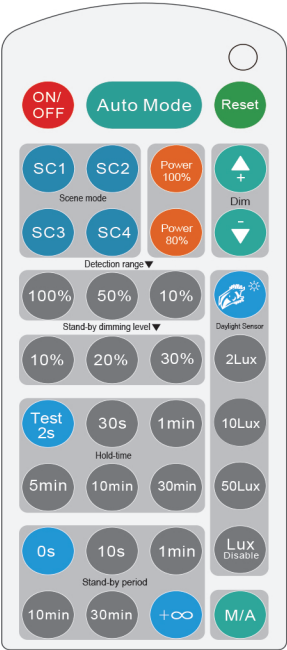 ON/
OFF
Auto Mode
Reset
SC1 SC2
Scene mode
SC3 SC4
Power
100%
Power
80%
+
Dim
-
Detection range▼
100% 50% 10%
Daylight Sensor
Stand-by dimming level▼
10% 20% 30%
2Lux
Test
2s
30s 1min
10Lux
Hold-time
5min 10min 30min
50Lux
0s 10s 1min
Lux
Disable
Stand-by period
10min 30min +∞
M/A